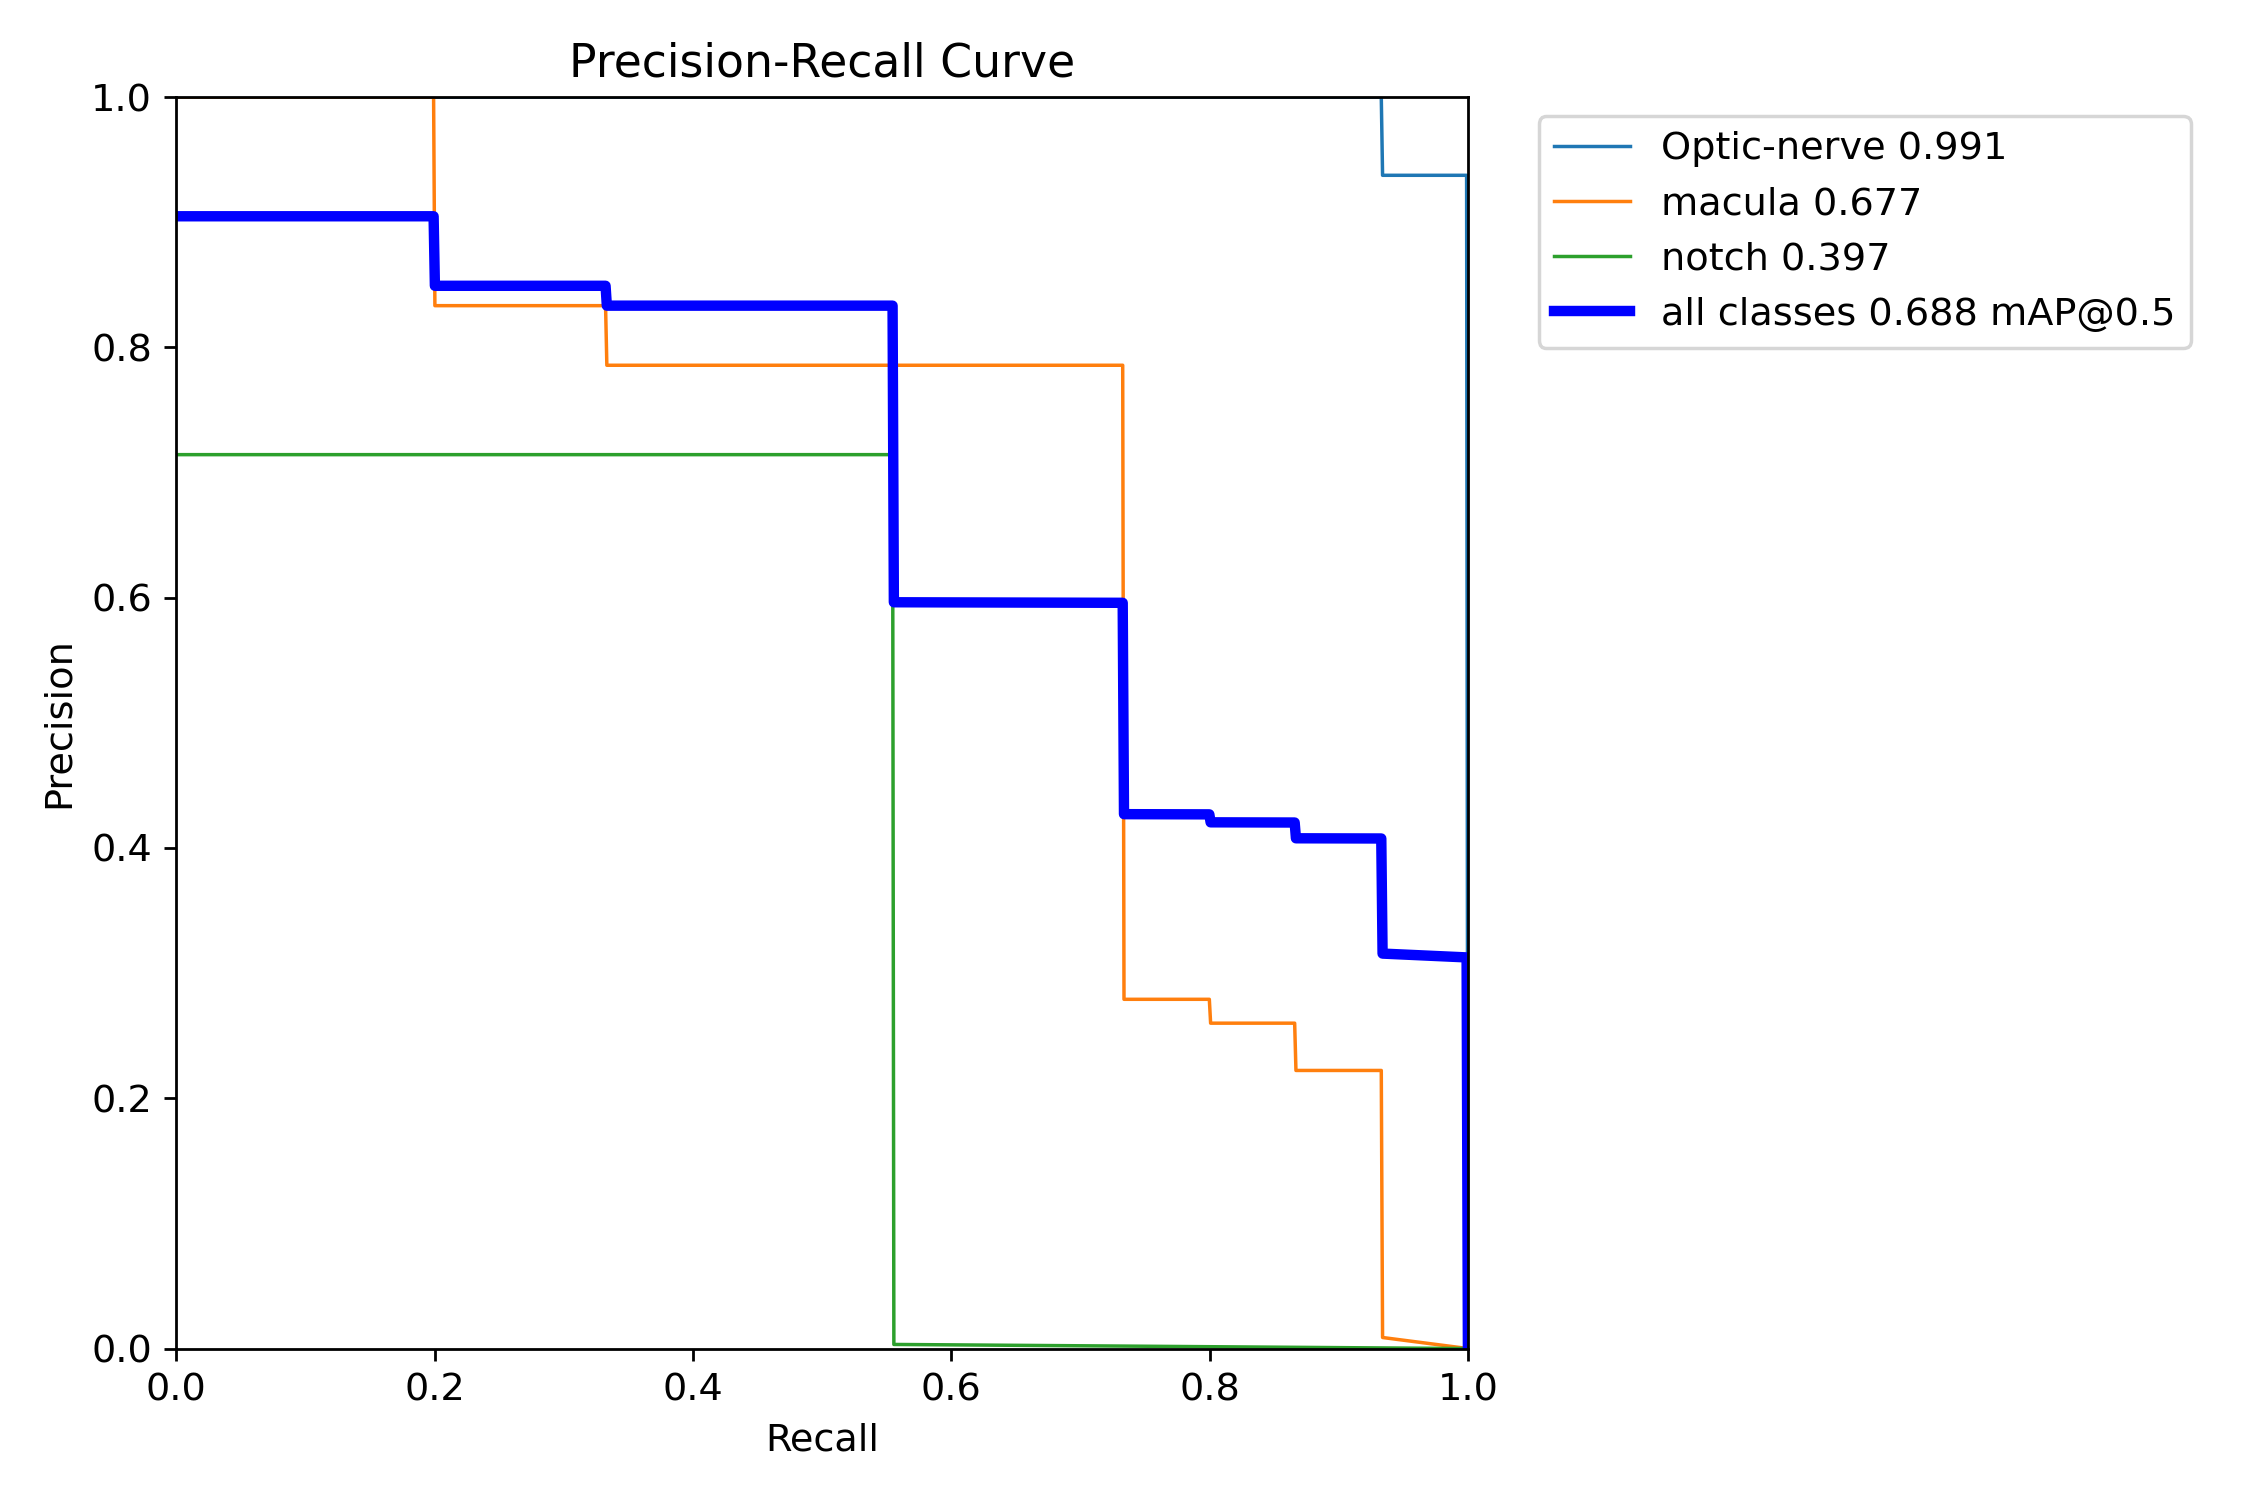 Precision-Recall Curve
1.0
0.8
0.6
0.4
0.2
0.0
Precision
0.0 0.2 0.4 0.6 0.8 1.0
Recall
Optic-nerve 0.991
macula 0.677
notch 0.397
all classes 0.688 mAP@0.5